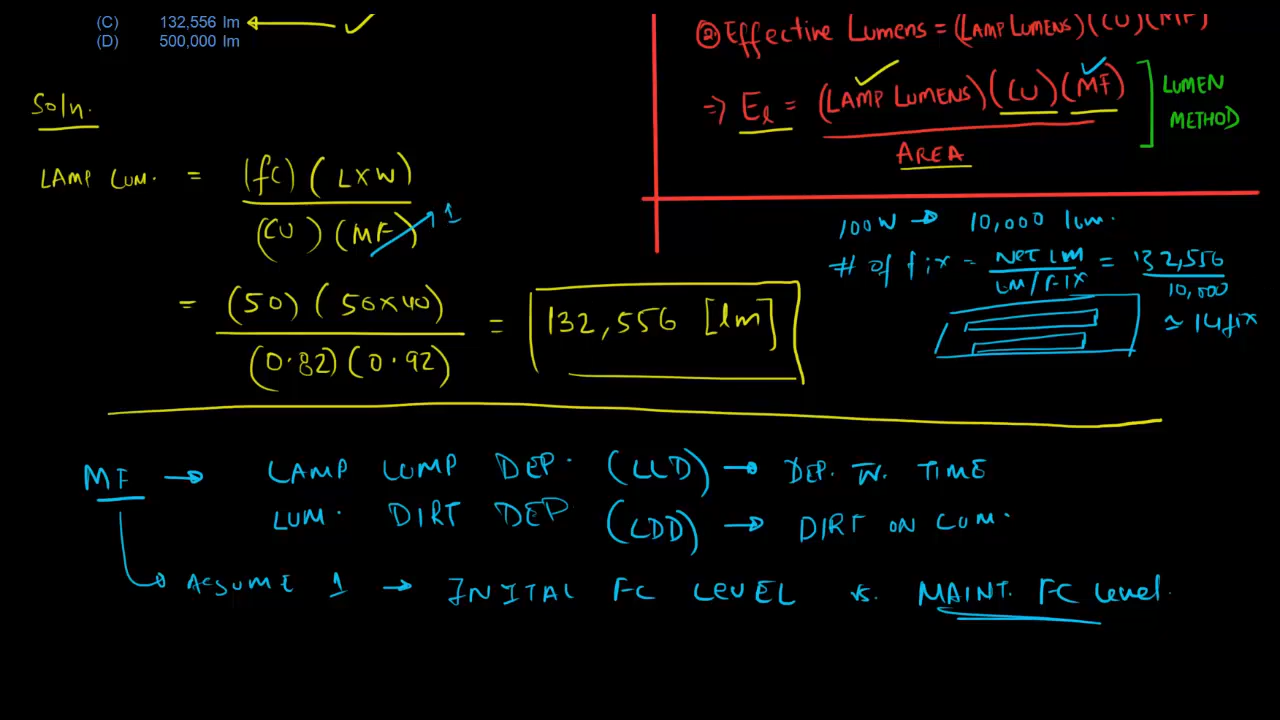 (C) 132,556 lm
(D) 500,000 lm
② Effective Lumens = (LAMP LUMENS)(CU)(MF)
⇒ Eℓ = (LAMP LUMENS)(CU)(MF)
AREA
LUMEN
METHOD
Soln.
LAMP LUM. = (fc)(LXW)
(CU)(MF) 1
= (50)(50x40)
(0.82)(0.92)
= 132,556 [lm]
100W → 10,000 lum.
# of fix = NET LM = 132,556
LM/FIX 10,000
≈ 14 fix
MF → LAMP LUMP DEP. (LLD) → DEP. W. TIME
LUM. DIRT DEP (LDD) → DIRT ON LUM.
ASSUME 1 → INITAL FC LEVEL vs. MAINT. FC Level.